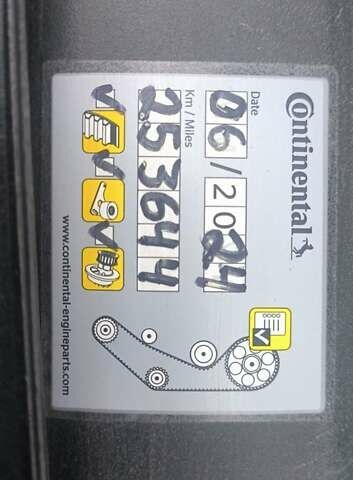 Continental
Date
06/2024
Km / Miles
253644
www.continental-engineparts.com